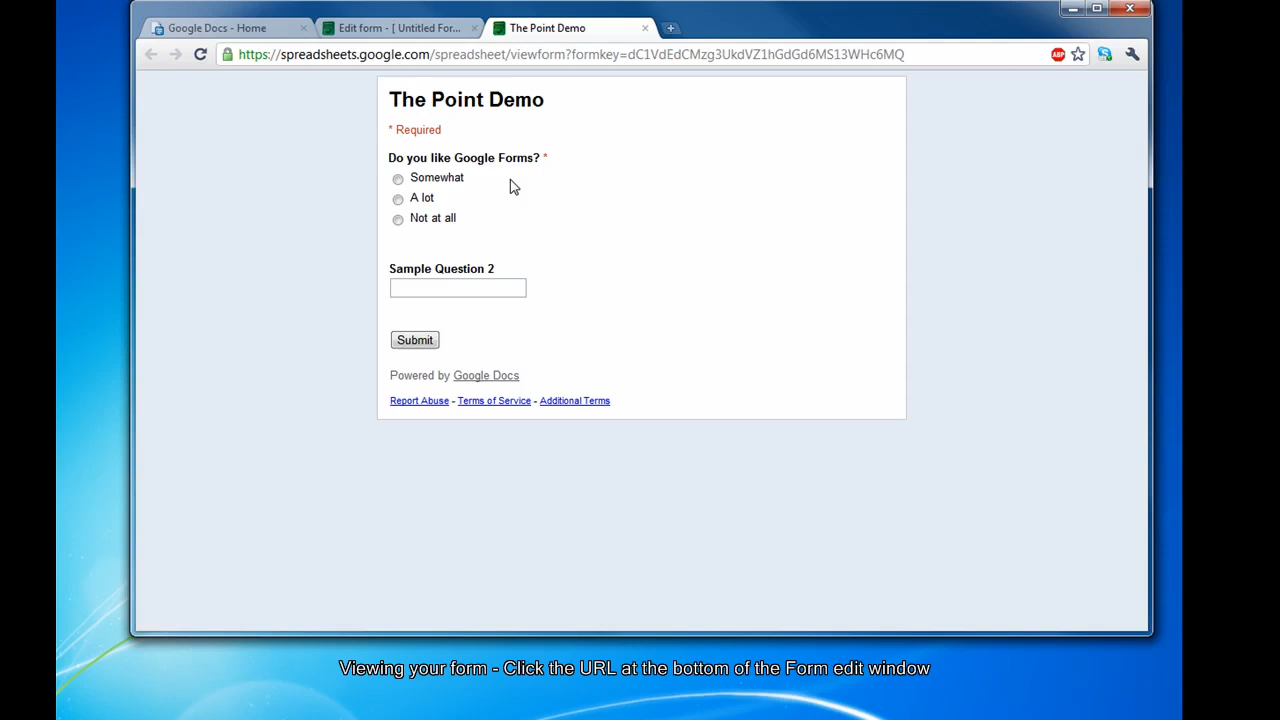 Google Docs - Home
Edit form - [ Untitled For...
The Point Demo
https://spreadsheets.google.com/spreadsheet/viewform?formkey=dC1VdEdCMzg3UkdVZ1hGdGd6MS13WHc6MQ
ABP
The Point Demo
* Required
Do you like Google Forms? *
Somewhat
A lot
Not at all
Sample Question 2
Submit
Powered by Google Docs
Report Abuse - Terms of Service - Additional Terms
Viewing your form - Click the URL at the bottom of the Form edit window